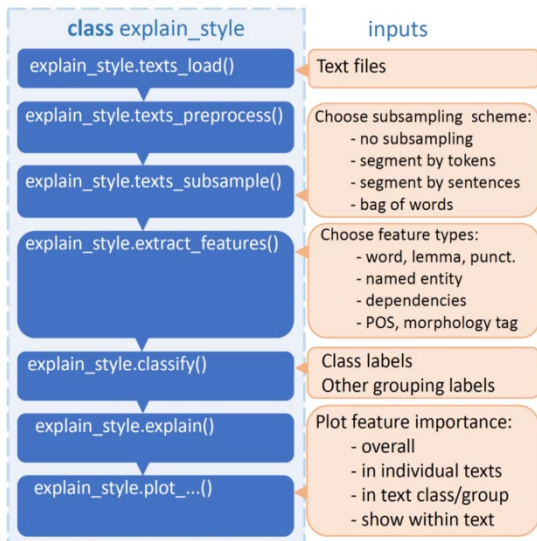 class explain_style
inputs
explain_style.texts_load()
Text files
explain_style.texts_preprocess()
Choose subsampling scheme:
- no subsampling
- segment by tokens
- segment by sentences
- bag of words
explain_style.texts_subsample()
explain_style.extract_features()
Choose feature types:
- word, lemma, punct.
- named entity
- dependencies
- POS, morphology tag
explain_style.classify()
Class labels
Other grouping labels
explain_style.explain()
Plot feature importance:
- overall
- in individual texts
- in text class/group
- show within text
explain_style.plot_...()